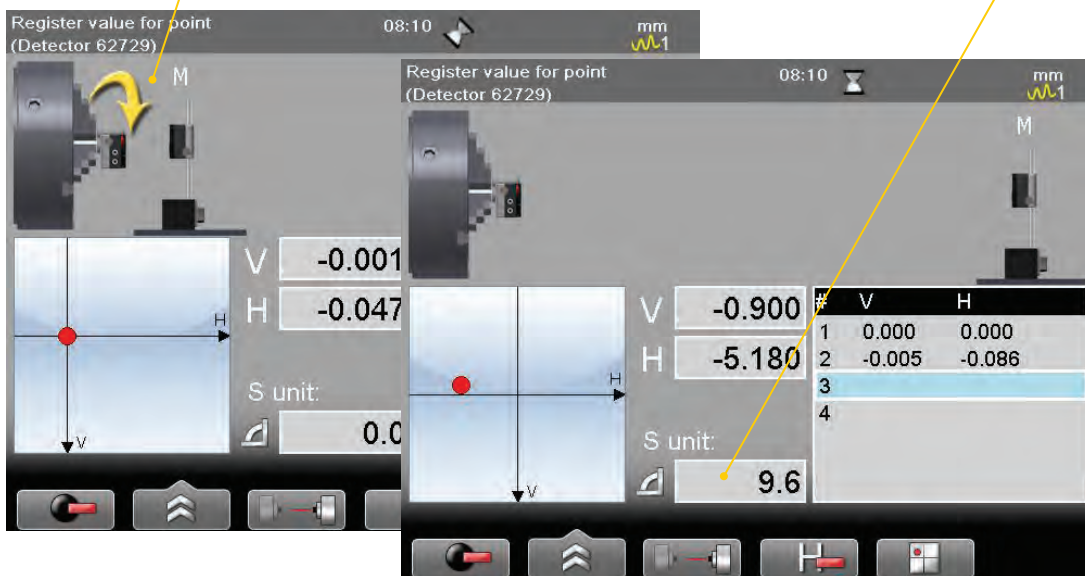 Register value for point
(Detector 62729)
08:10
mm
1
M
V -0.001
H -0.047
H
V
S unit:
0.0
Register value for point
(Detector 62729)
08:10
mm
1
M
V -0.900
H -5.180
H
V
S unit:
9.6
# V H
1 0.000 0.000
2 -0.005 -0.086
3
4
H